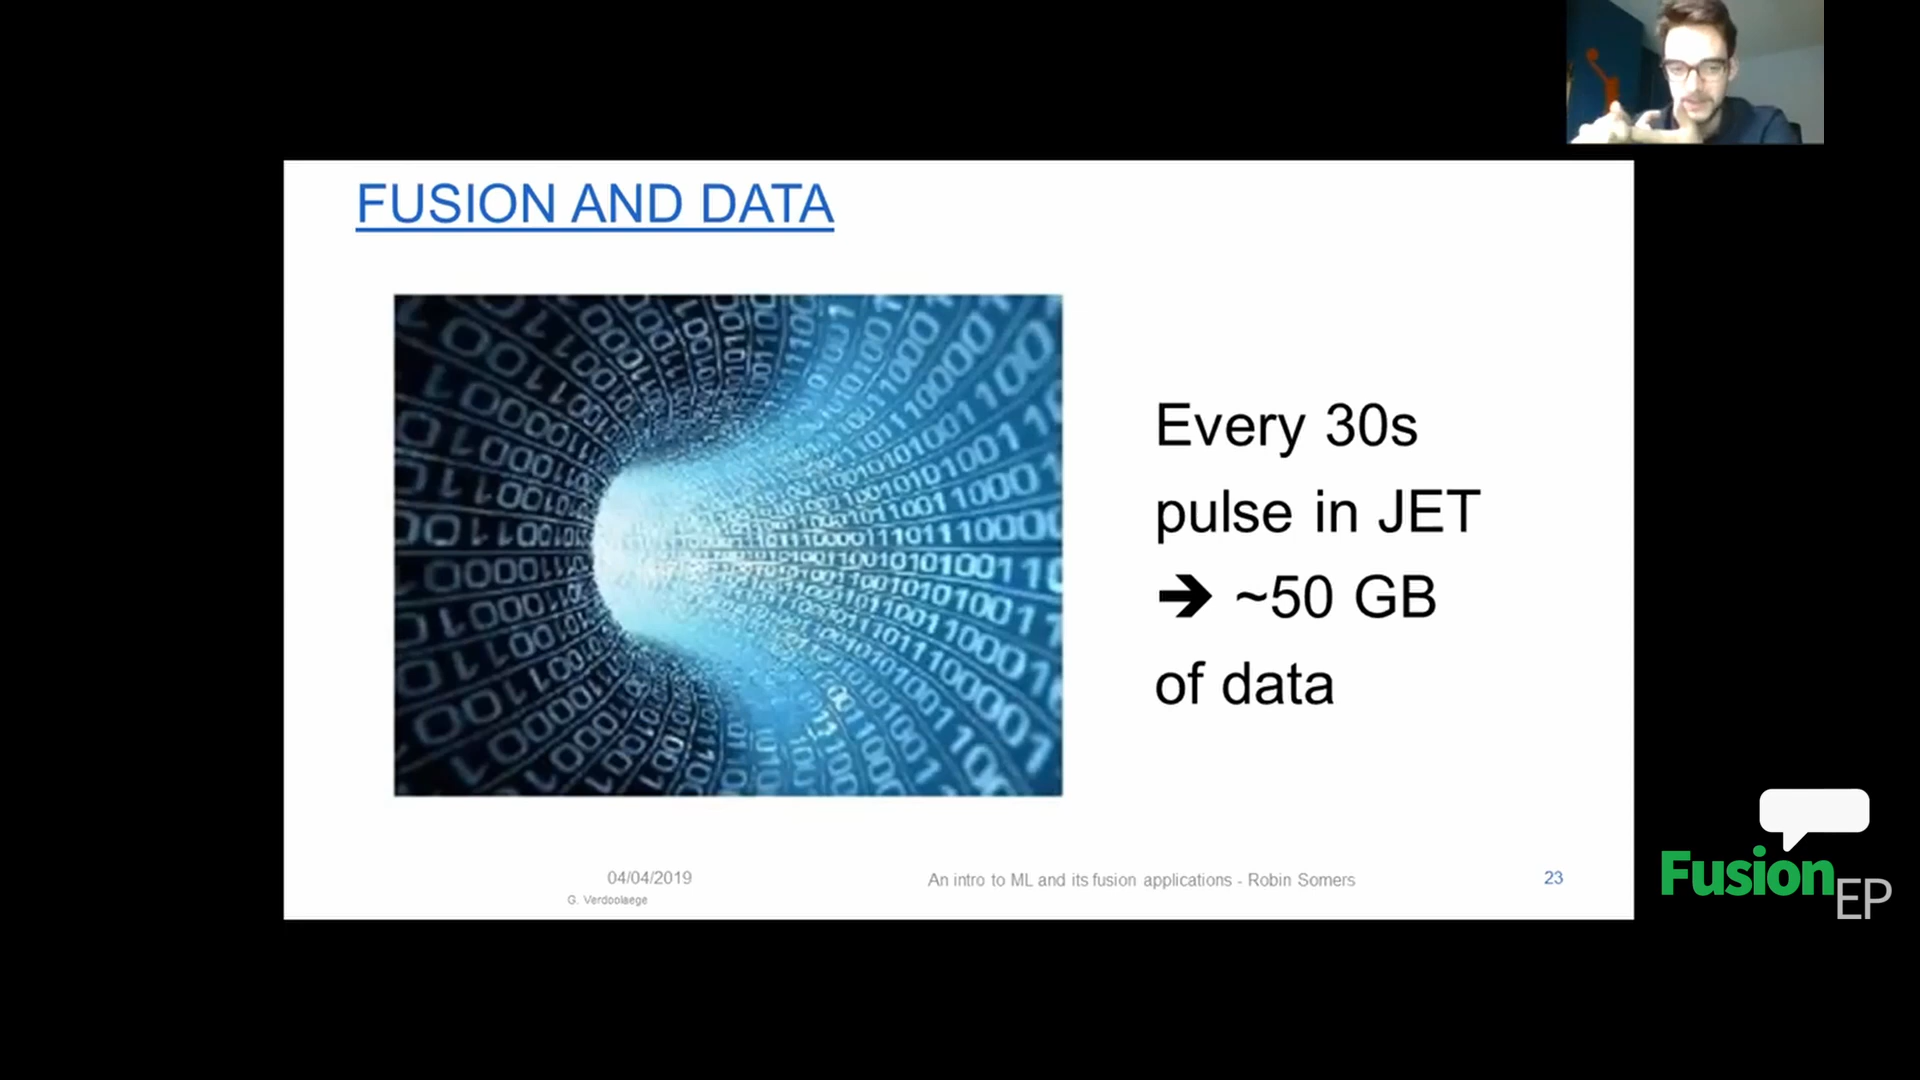 FUSION AND DATA
Every 30s
pulse in JET
➔ ~50 GB
of data
04/04/2019
G. Verdoolaege
An intro to ML and its fusion applications - Robin Somers
23
Fusion
EP